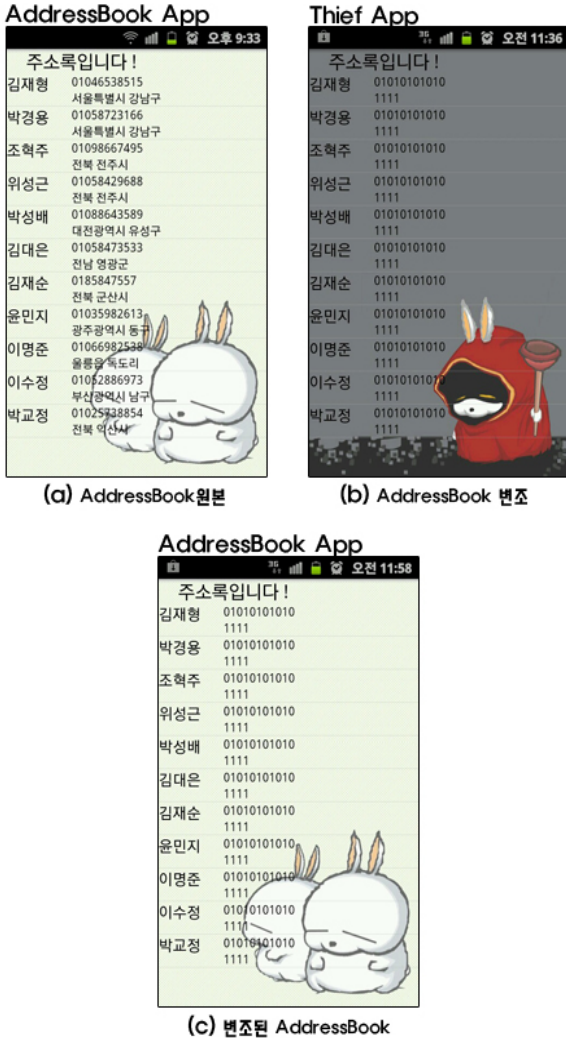 AddressBook App
오후 9:33
주소록입니다 !
김재형 01046538515
서울특별시 강남구
박경용 01058723166
서울특별시 강남구
조혁주 01098667495
전북 전주시
위성근 01058429688
전북 전주시
박성배 01088643589
대전광역시 유성구
김대은 01058473533
전남 영광군
김재순 0185847557
전북 군산시
윤민지 01035982613
광주광역시 동구
이명준 01066982538
울릉읍 독도리
이수정 01052886973
부산광역시 남구
박교정 01025738854
전북 익산시
(a) AddressBook원본
Thief App
3G 오전 11:36
주소록입니다 !
김재형 01010101010
1111
박경용 01010101010
1111
조혁주 01010101010
1111
위성근 01010101010
1111
박성배 01010101010
1111
김대은 01010101010
1111
김재순 01010101010
1111
윤민지 01010101010
1111
이명준 01010101010
1111
이수정 01010101010
1111
박교정 01010101010
1111
(b) AddressBook 변조
AddressBook App
3G 오전 11:58
주소록입니다 !
김재형 01010101010
1111
박경용 01010101010
1111
조혁주 01010101010
1111
위성근 01010101010
1111
박성배 01010101010
1111
김대은 01010101010
1111
김재순 01010101010
1111
윤민지 01010101010
1111
이명준 01010101010
1111
이수정 01010101010
1111
박교정 01010101010
1111
(c) 변조된 AddressBook